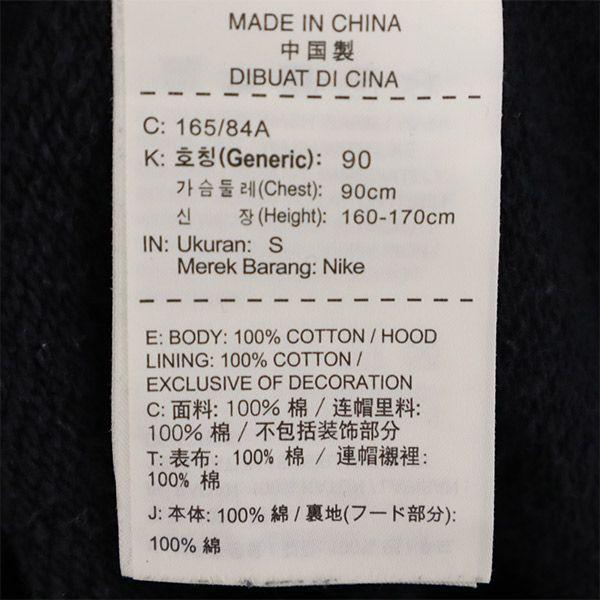 MADE IN CHINA
中国製
DIBUAT DI CINA
C: 165/84A
K: 호칭(Generic): 90
가슴둘레(Chest): 90cm
신 장(Height): 160-170cm
IN: Ukuran: S
Merek Barang: Nike
E: BODY: 100% COTTON / HOOD
LINING: 100% COTTON /
EXCLUSIVE OF DECORATION
C: 面料: 100% 棉 / 连帽里料:
100% 棉 / 不包括装饰部分
T: 表布: 100% 棉 / 連帽襯裡:
100% 棉
J: 本体: 100% 綿 / 裏地(フード部分):
100% 綿